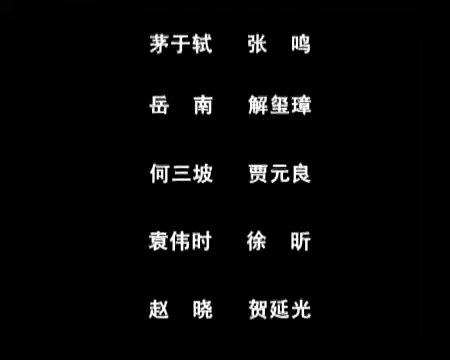 茅于轼 张 鸣
岳 南 解玺璋
何三坡 贾元良
袁伟时 徐 昕
赵 晓 贺延光